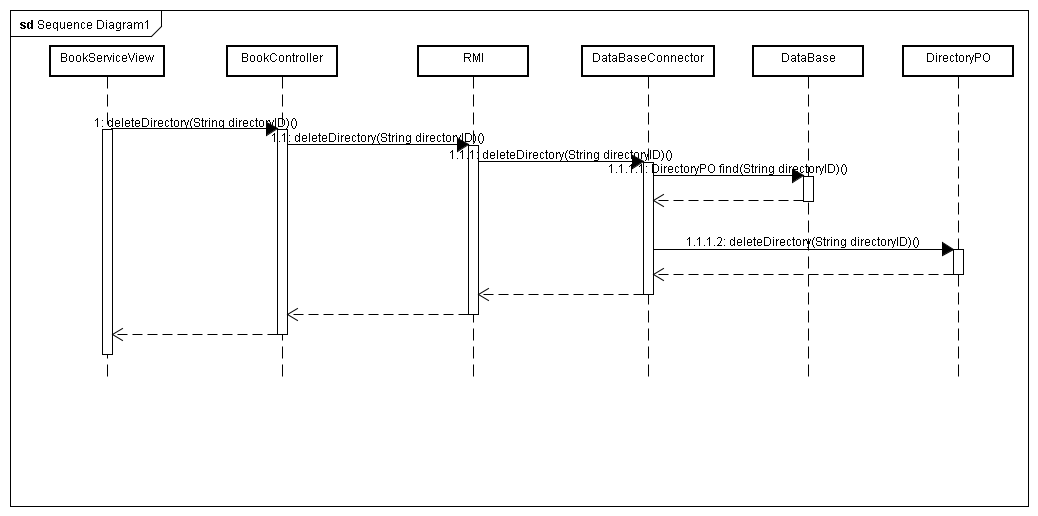 sd Sequence Diagram1
BookServiceView
BookController
RMI
DataBaseConnector
DataBase
DirectoryPO
1: deleteDirectory(String directoryID)()
1.1: deleteDirectory(String directoryID)()
1.1.1: deleteDirectory(String directoryID)()
1.1.1.1: DirectoryPO find(String directoryID)()
1.1.1.2: deleteDirectory(String directoryID)()